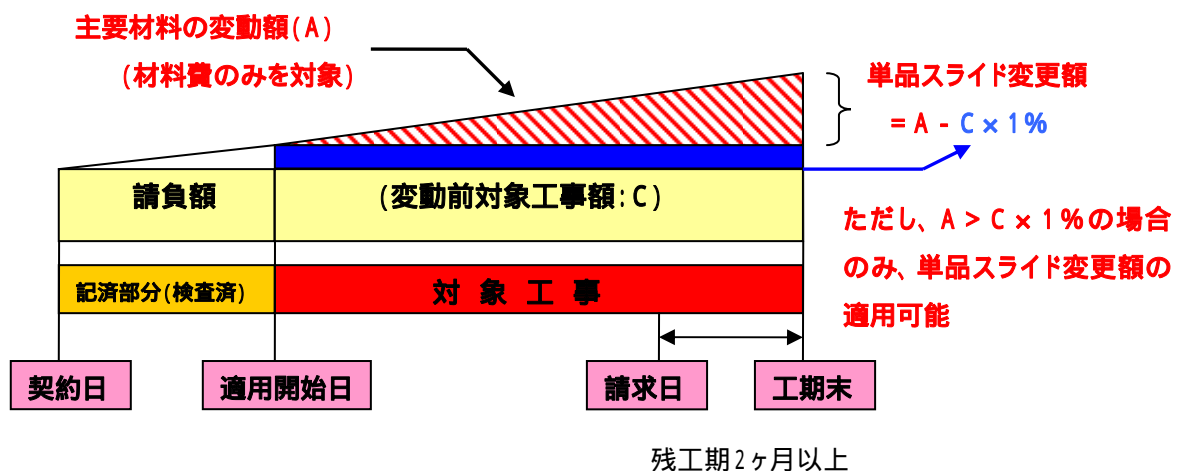 主要材料の変動額(A)
(材料費のみを対象)
単品スライド変更額
=A-C×1%
請負額
(変動前対象工事額:C)
ただし、A>C×1%の場合
のみ、単品スライド変更額の
適用可能
記済部分(検査済)
対象工事
契約日
適用開始日
請求日
工期末
残工期2ヶ月以上